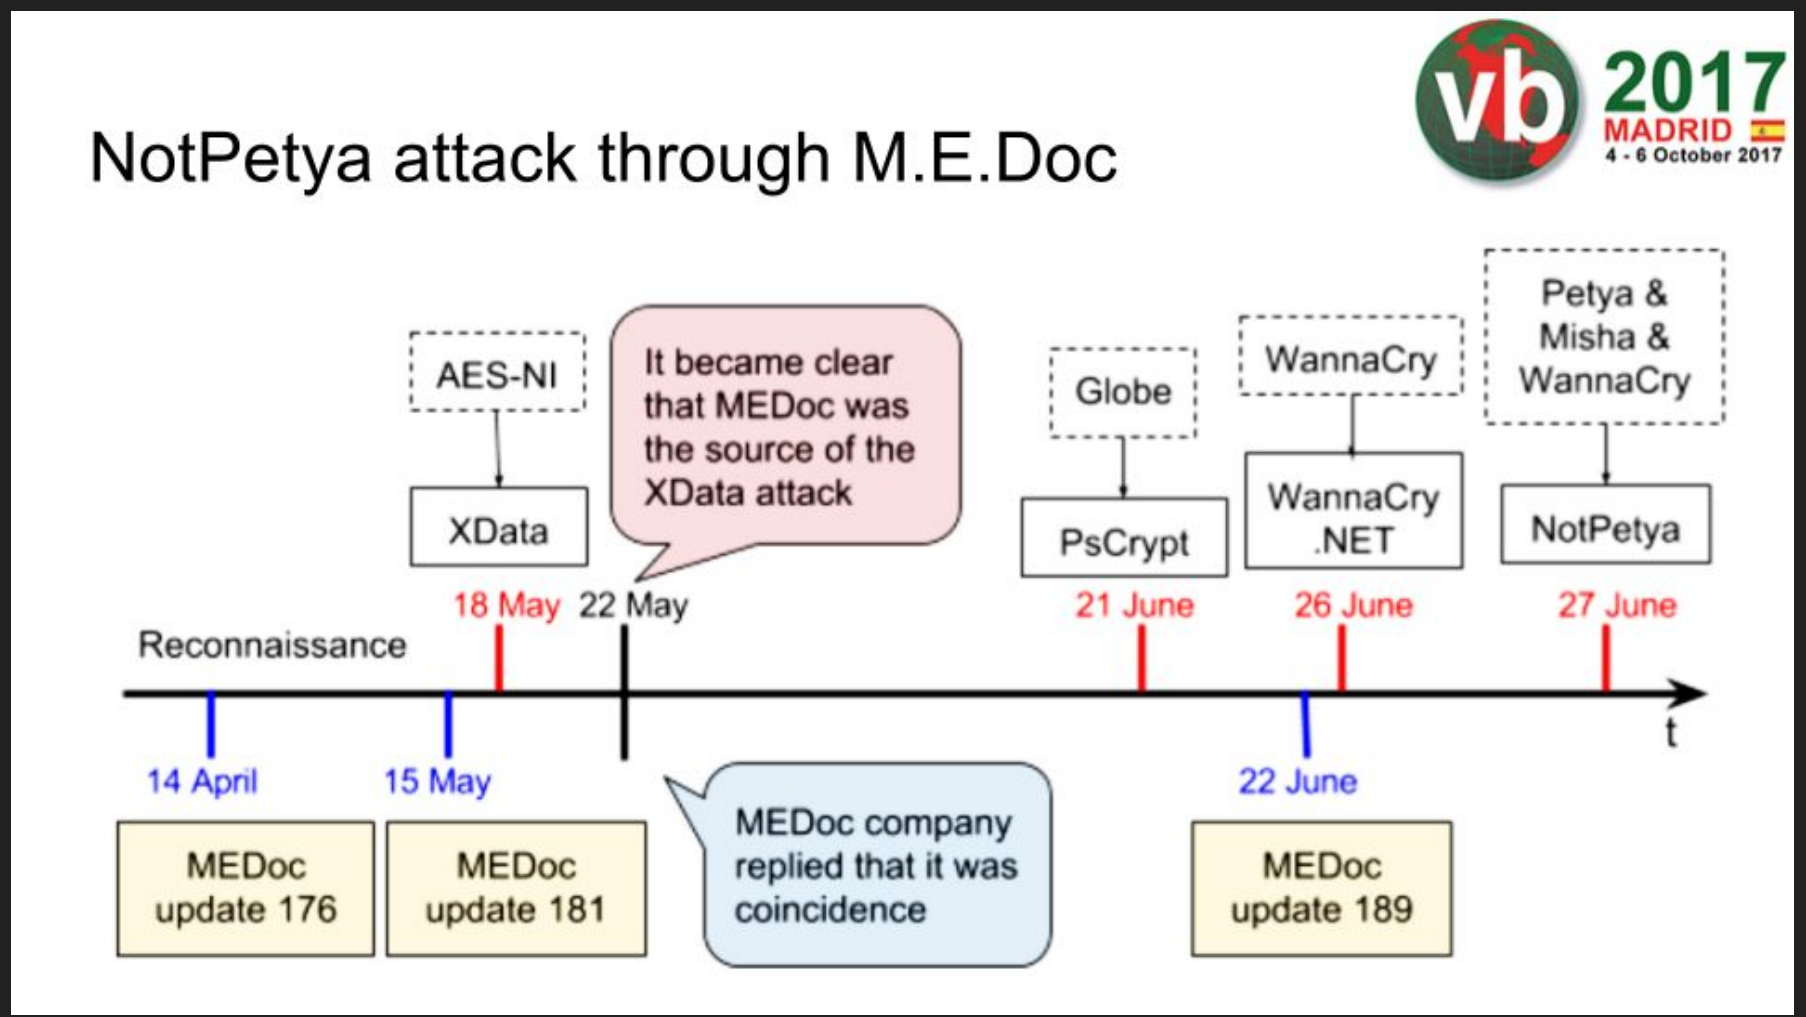 vb
2017
MADRID
4 - 6 October 2017
NotPetya attack through M.E.Doc
AES-NI
XData
It became clear
that MEDoc was
the source of the
XData attack
Globe
PsCrypt
WannaCry
WannaCry
.NET
Petya &
Misha &
WannaCry
NotPetya
18 May
22 May
21 June
26 June
27 June
Reconnaissance
t
14 April
15 May
22 June
MEDoc
update 176
MEDoc
update 181
MEDoc company
replied that it was
coincidence
MEDoc
update 189